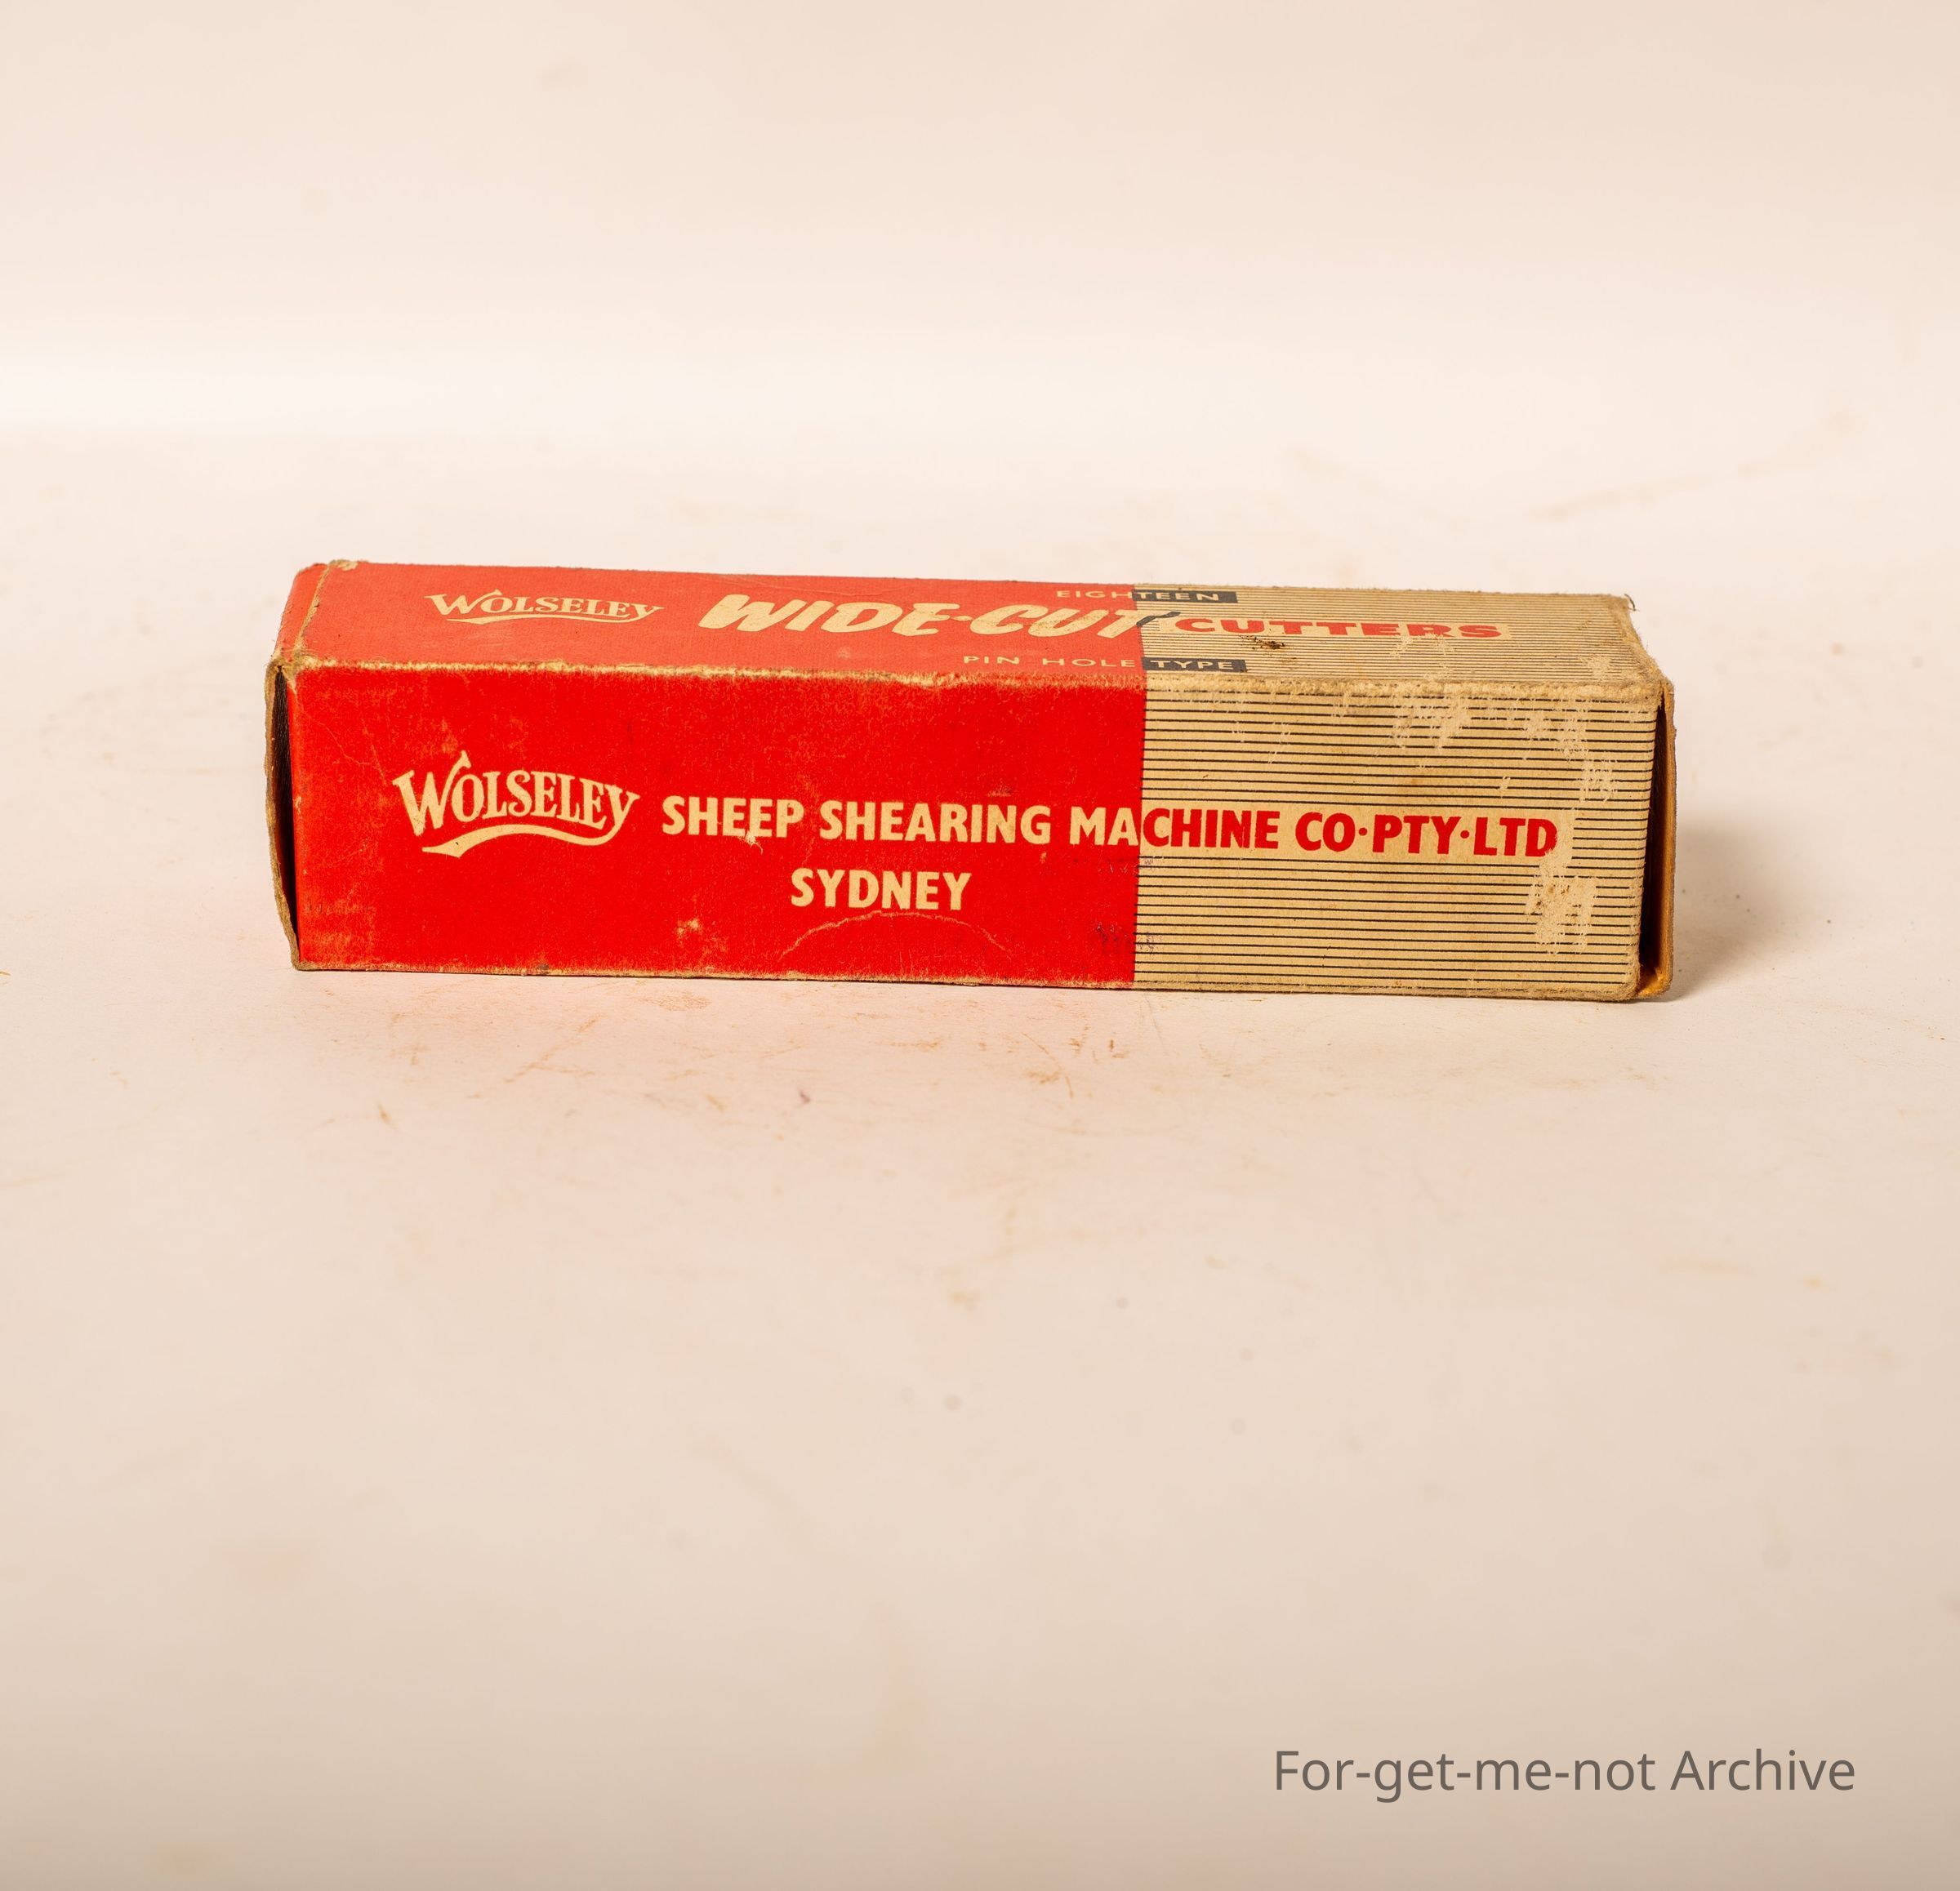 EIGHTEEN
WOLSELEY WIDE-CUT CUTTERS
PIN HOLE TYPE
WOLSELEY SHEEP SHEARING MACHINE CO·PTY·LTD
SYDNEY
For-get-me-not Archive